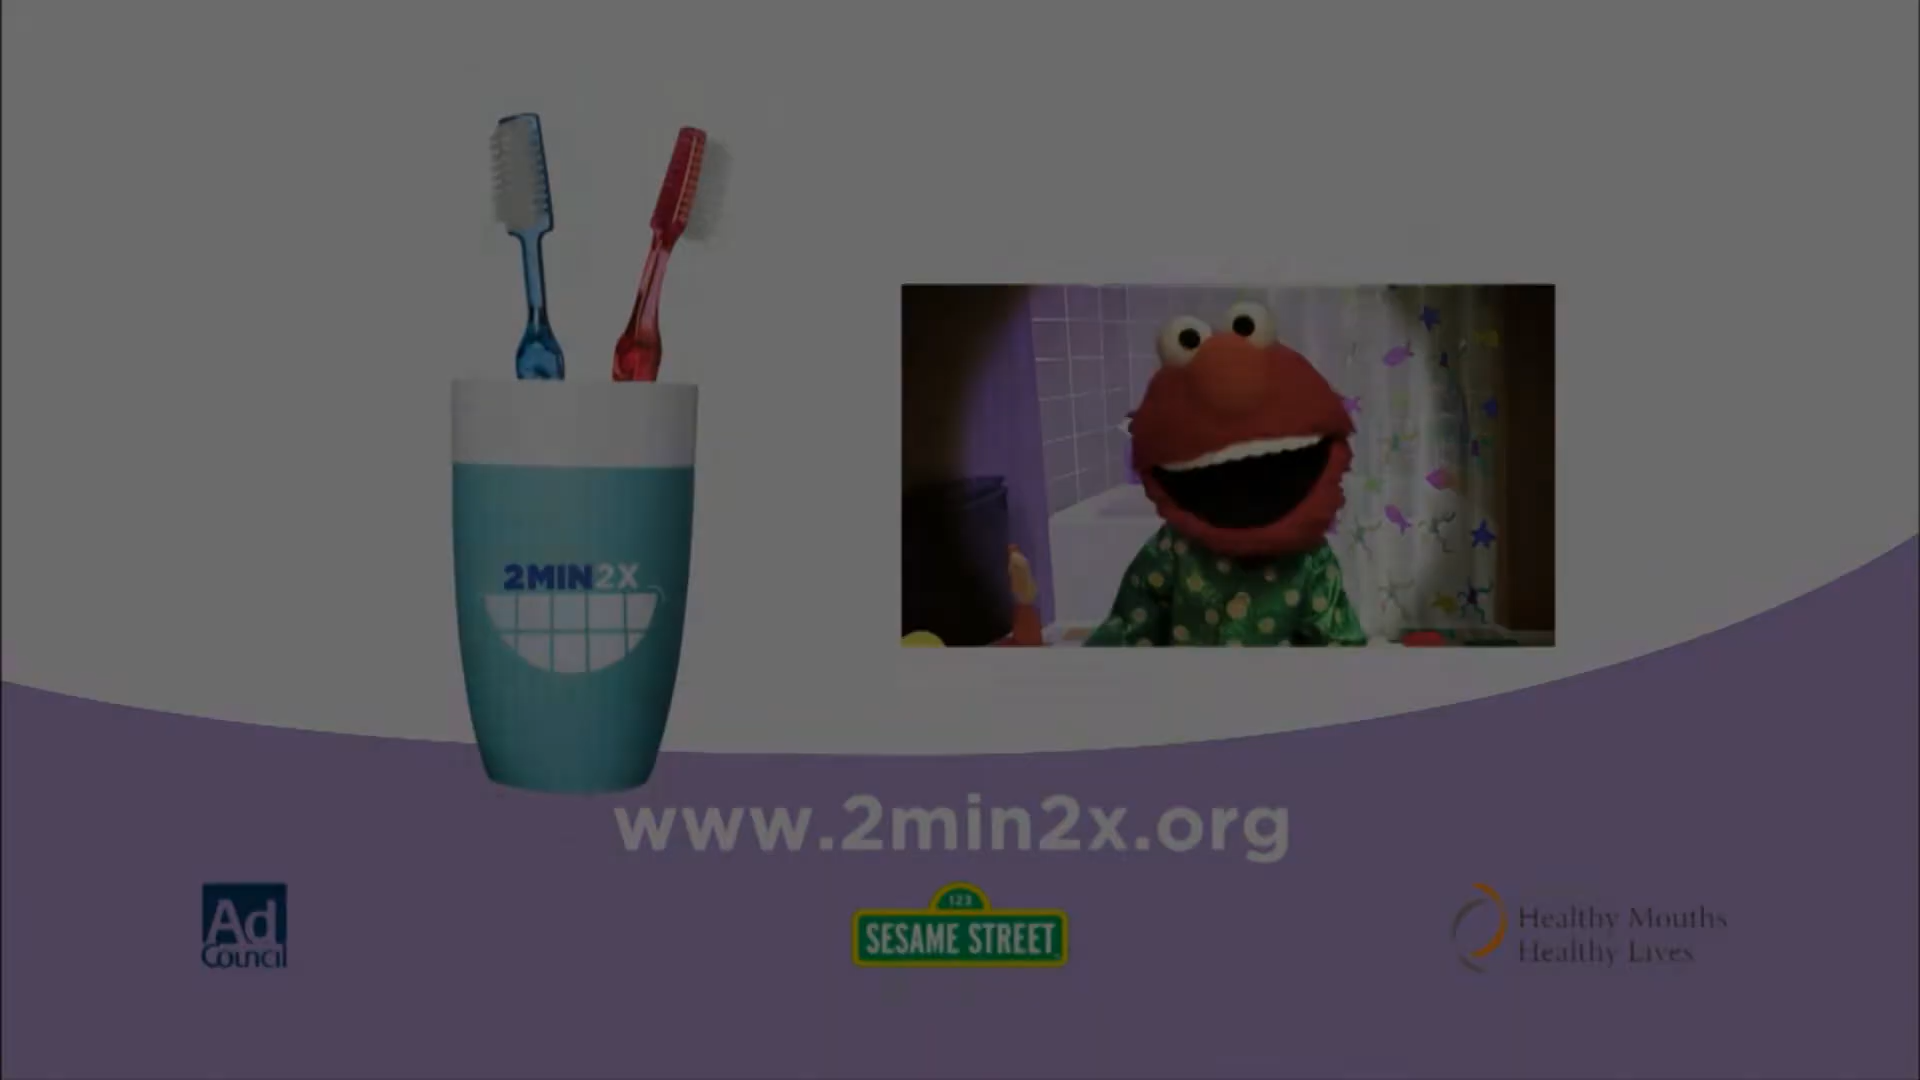 2MIN2X
www.2min2x.org
Ad
Council
123
SESAME STREET
Healthy Mouths
Healthy Lives